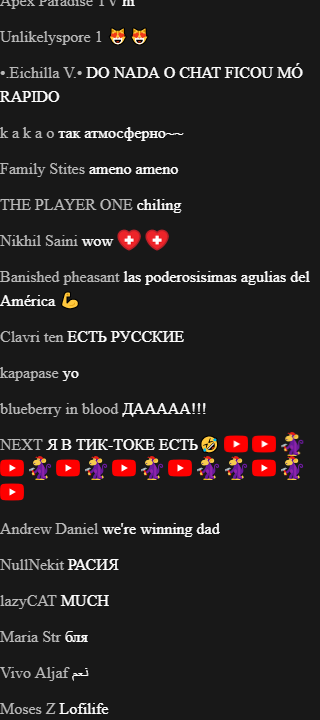 Apex Paradise TV hi
Unlikelyspore 1 😻 😻
•.Eichilla V.• DO NADA O CHAT FICOU MÓ
RAPIDO
k a k a o так атмосферно~~
Family Stites ameno ameno
THE PLAYER ONE chiling
Nikhil Saini wow
Banished pheasant las poderosisimas agulias del
América 💪
Clavri ten ЕСТЬ РУССКИЕ
kapapase yo
blueberry in blood ДААААА!!!
NEXT Я В ТИК-ТОКЕ ЕСТЬ 🤣
Andrew Daniel we're winning dad
NullNekit РАСИЯ
lazyCAT MUCH
Maria Str бля
Vivo Aljaf نعم
Moses Z Lofilife